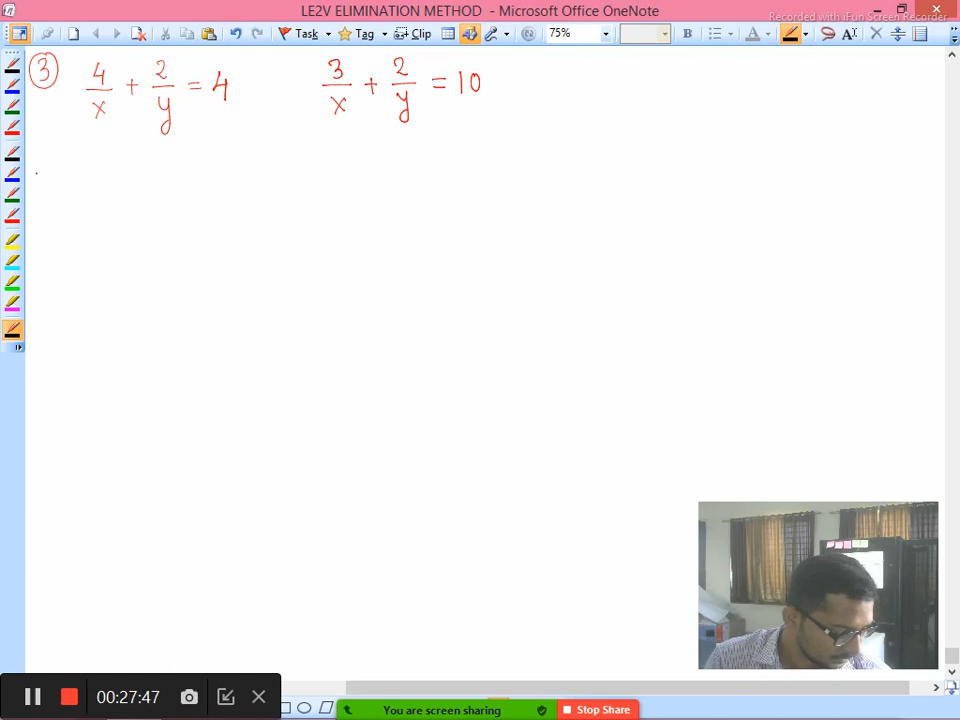 LE2V ELIMINATION METHOD - Microsoft Office OneNote
Recorded with iFun Screen Recorder
Task Tag Clip 75% B A A
③ 4/x + 2/y = 4 3/x + 2/y = 10
00:27:47 You are screen sharing Stop Share